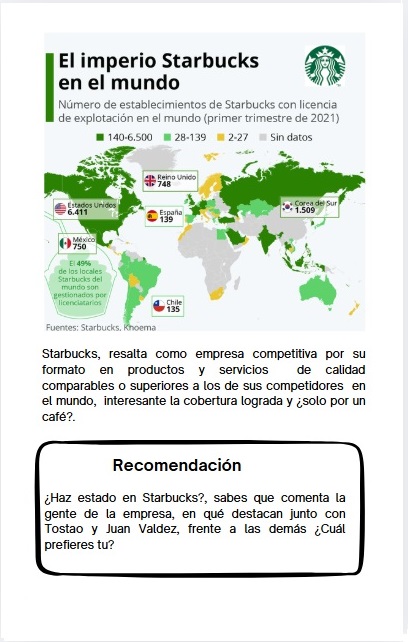 El imperio Starbucks
en el mundo
Número de establecimientos de Starbucks con licencia
de explotación en el mundo (primer trimestre de 2021)
140-6.500 28-139 2-27 Sin datos
Reino Unido
748
Estados Unidos
6.411
España
139
Corea del Sur
1.509
México
750
El 49%
de los locales
Starbucks del
mundo son
gestionados por
licenciatarios
Chile
135
Fuentes: Starbucks, Khoema
Starbucks, resalta como empresa competitiva por su
formato en productos y servicios de calidad
comparables o superiores a los de sus competidores en
el mundo, interesante la cobertura lograda y ¿solo por un
café?.
Recomendación
¿Haz estado en Starbucks?, sabes que comenta la
gente de la empresa, en qué destacan junto con
Tostao y Juan Valdez, frente a las demás ¿Cuál
prefieres tu?